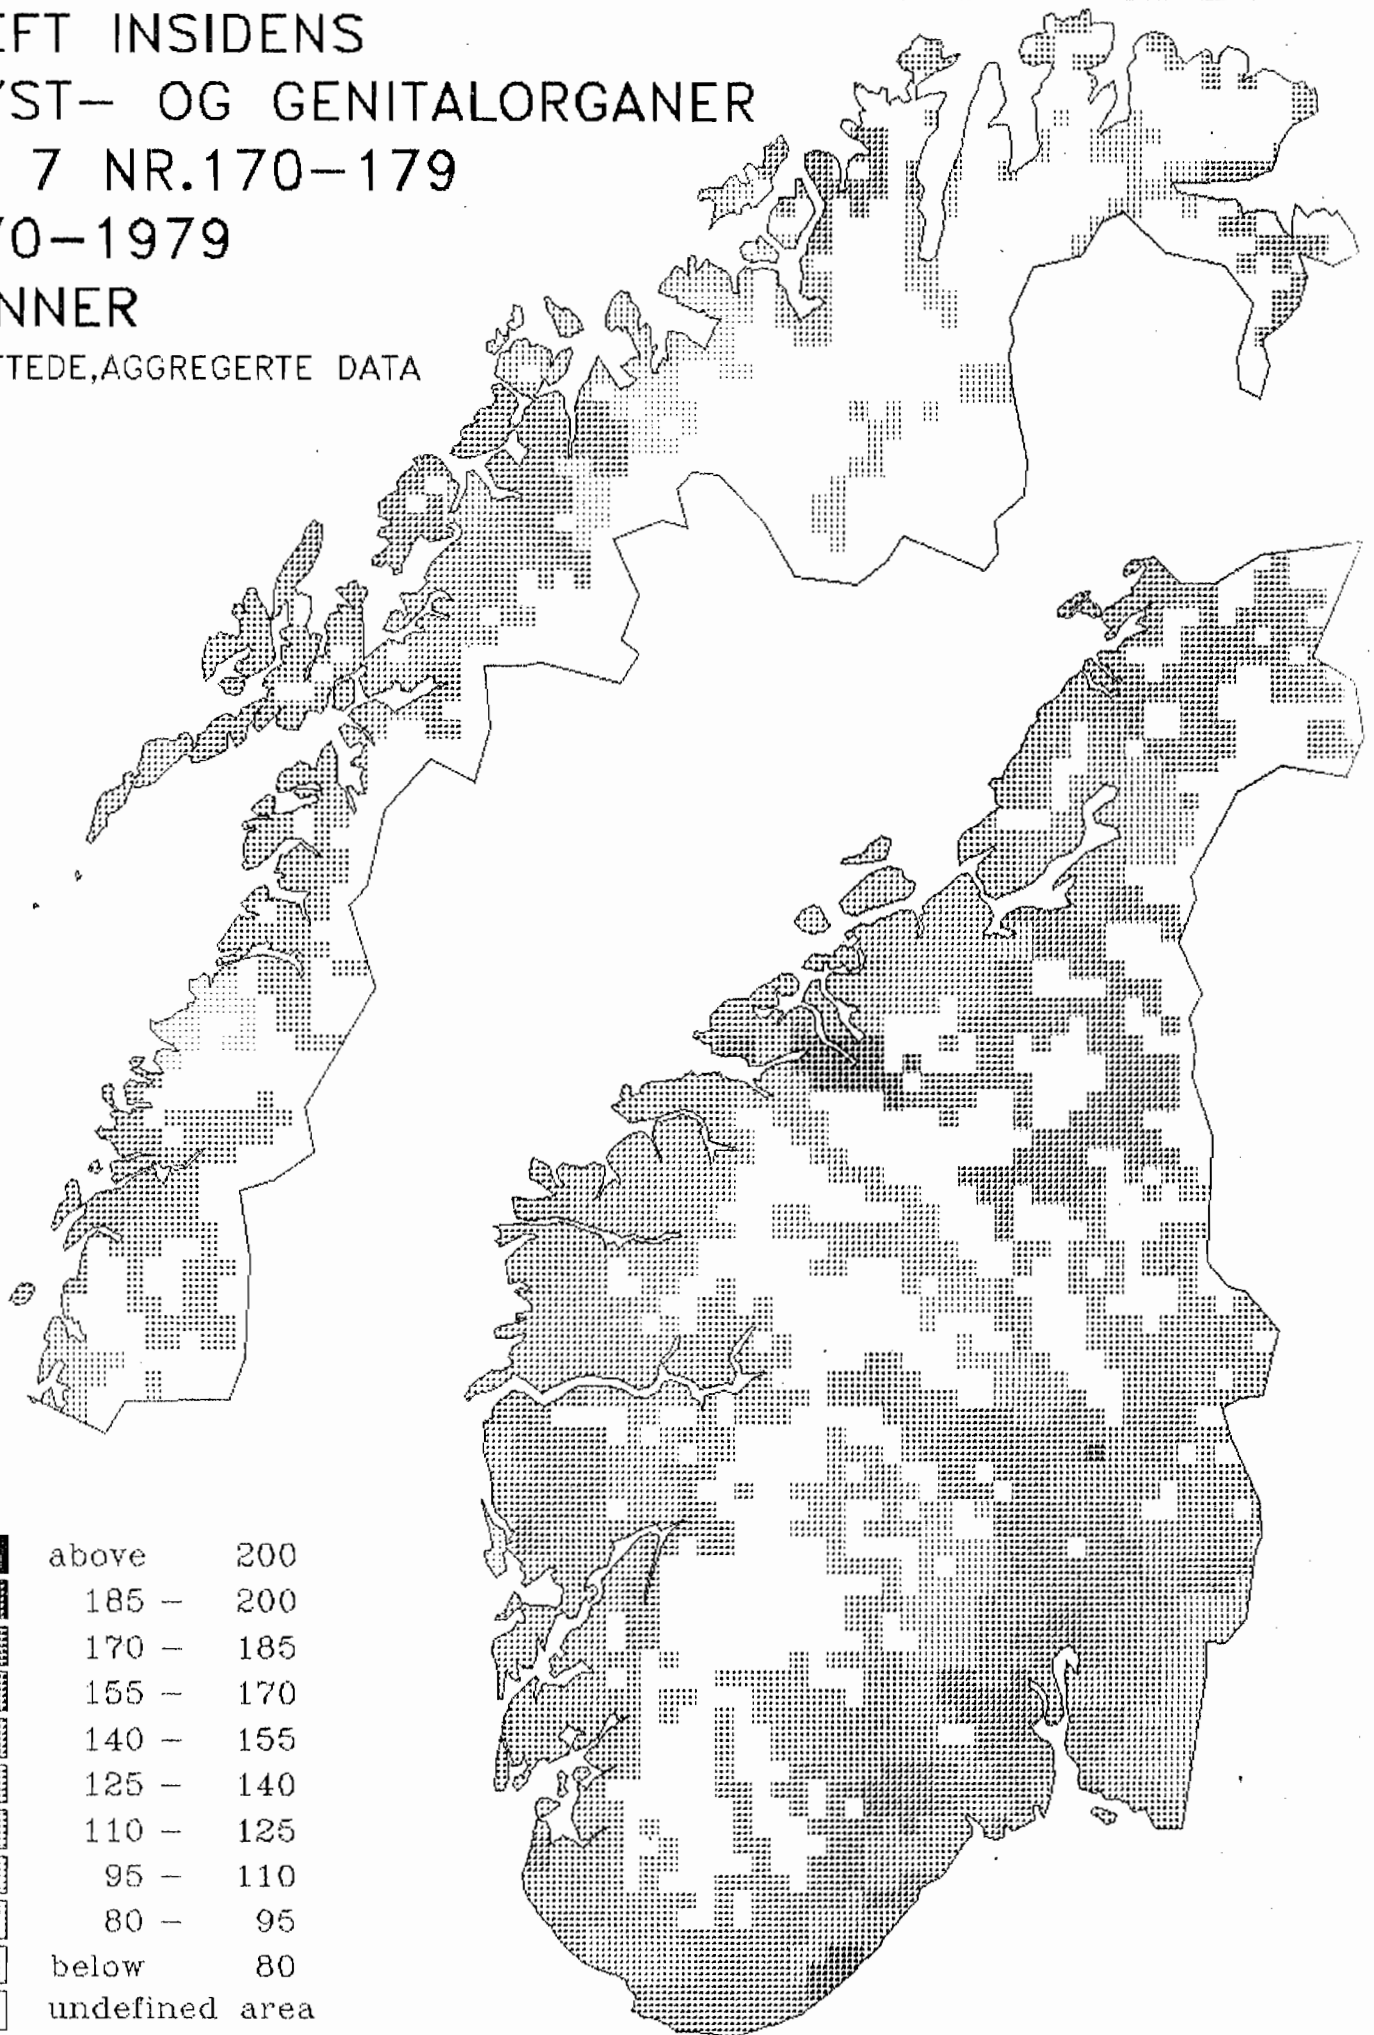 EFT INSIDENS
YST- OG GENITALORGANER
7 NR.170-179
70-1979
NNER
TTEDE,AGGREGERTE DATA
above 200
185 - 200
170 - 185
155 - 170
140 - 155
125 - 140
110 - 125
95 - 110
80 - 95
below 80
undefined area